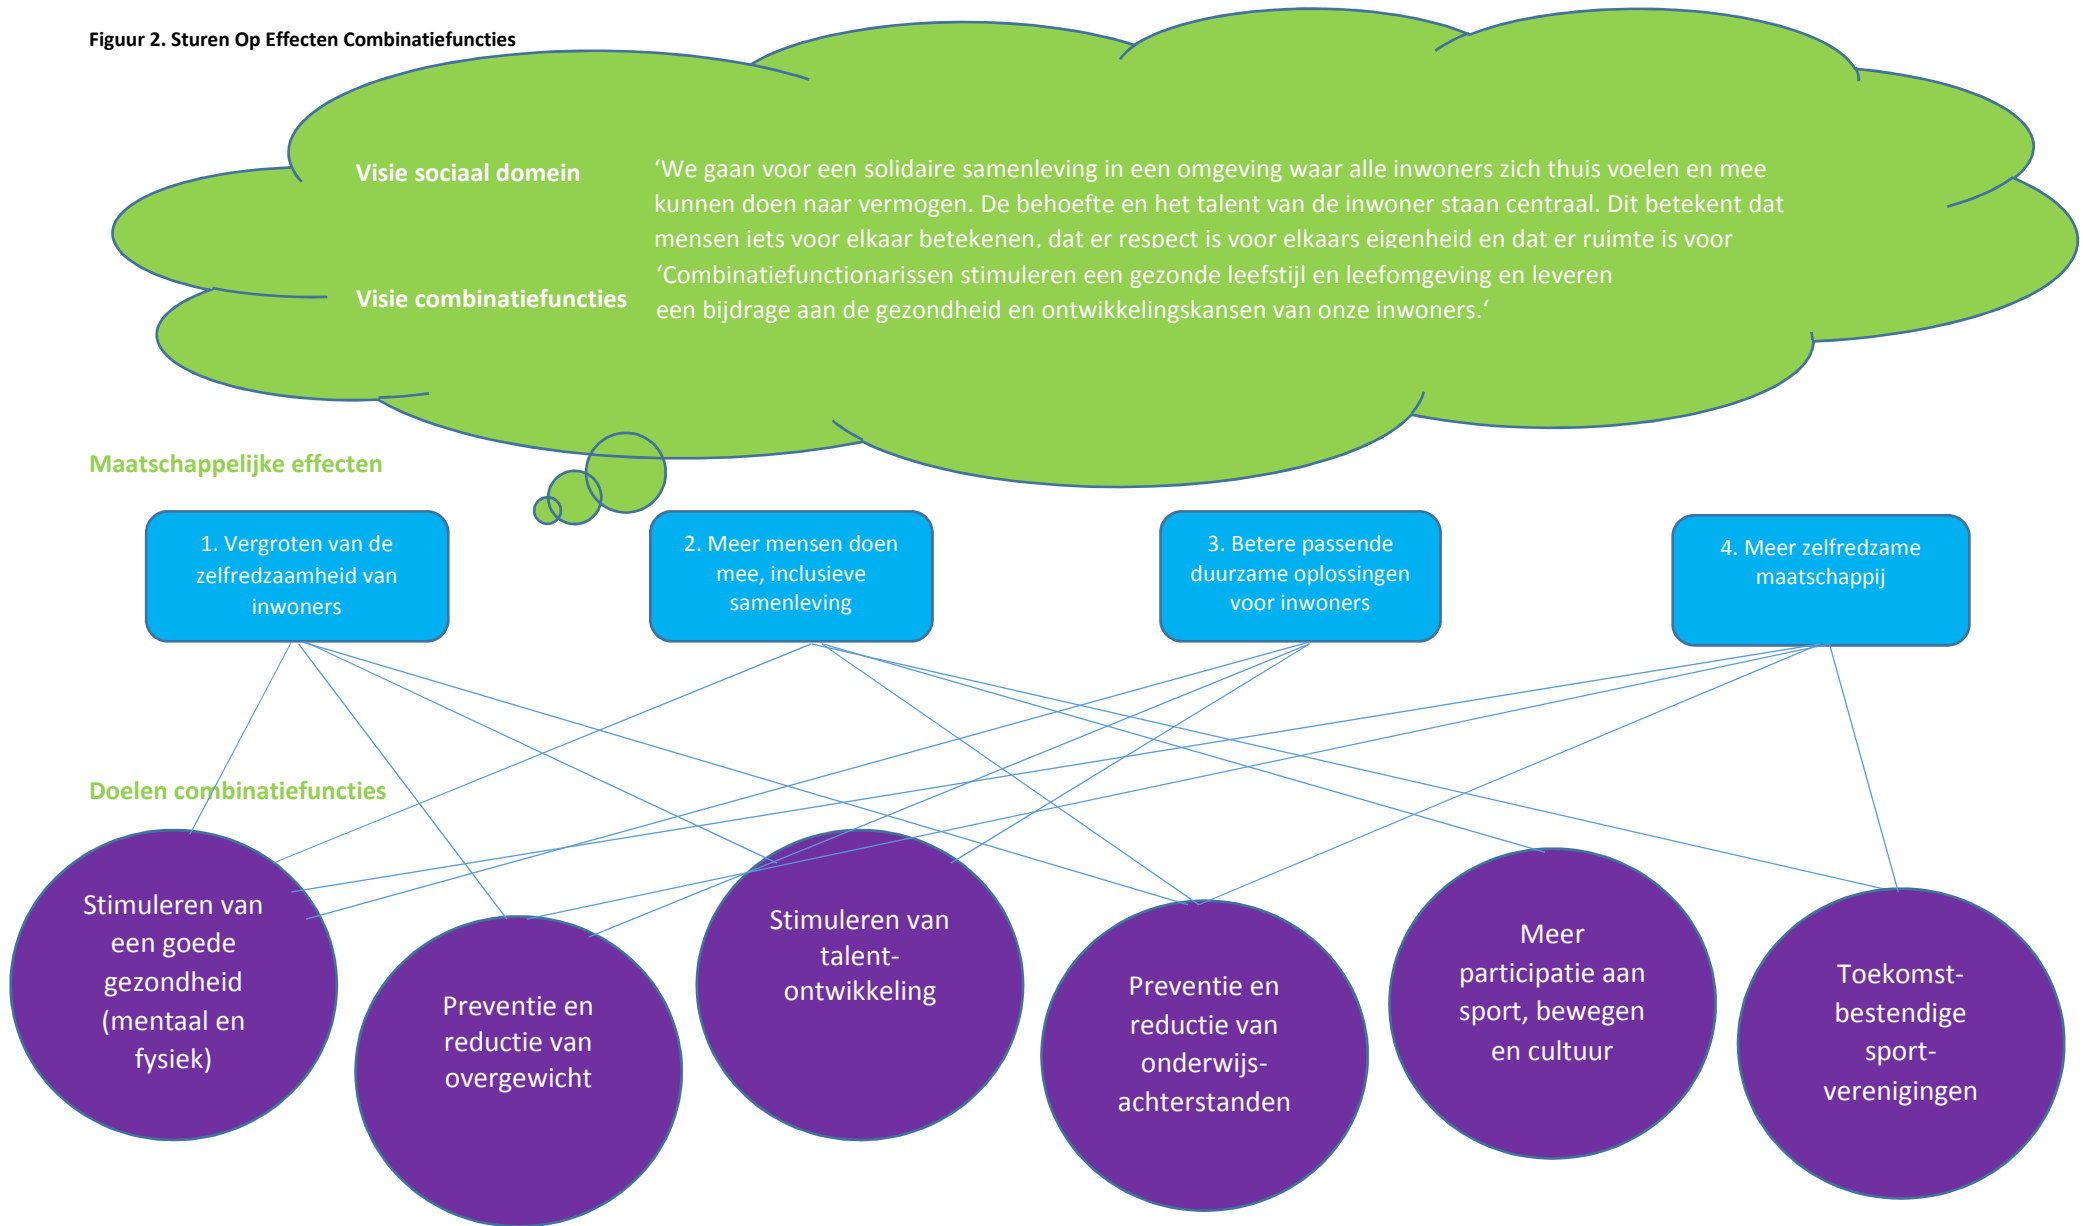 Figuur 2. Sturen Op Effecten Combinatiefuncties
Visie sociaal domein
‘We gaan voor een solidaire samenleving in een omgeving waar alle inwoners zich thuis voelen en mee
kunnen doen naar vermogen. De behoefte en het talent van de inwoner staan centraal. Dit betekent dat
mensen iets voor elkaar betekenen, dat er respect is voor elkaars eigenheid en dat er ruimte is voor
Visie combinatiefuncties
‘Combinatiefunctionarissen stimuleren een gezonde leefstijl en leefomgeving en leveren
een bijdrage aan de gezondheid en ontwikkelingskansen van onze inwoners.‘
Maatschappelijke effecten
1. Vergroten van de
zelfredzaamheid van
inwoners
2. Meer mensen doen
mee, inclusieve
samenleving
3. Betere passende
duurzame oplossingen
voor inwoners
4. Meer zelfredzame
maatschappij
Doelen combinatiefuncties
Stimuleren van
een goede
gezondheid
(mentaal en
fysiek)
Preventie en
reductie van
overgewicht
Stimuleren van
talent-
ontwikkeling
Preventie en
reductie van
onderwijs-
achterstanden
Meer
participatie aan
sport, bewegen
en cultuur
Toekomst-
bestendige
sport-
verenigingen